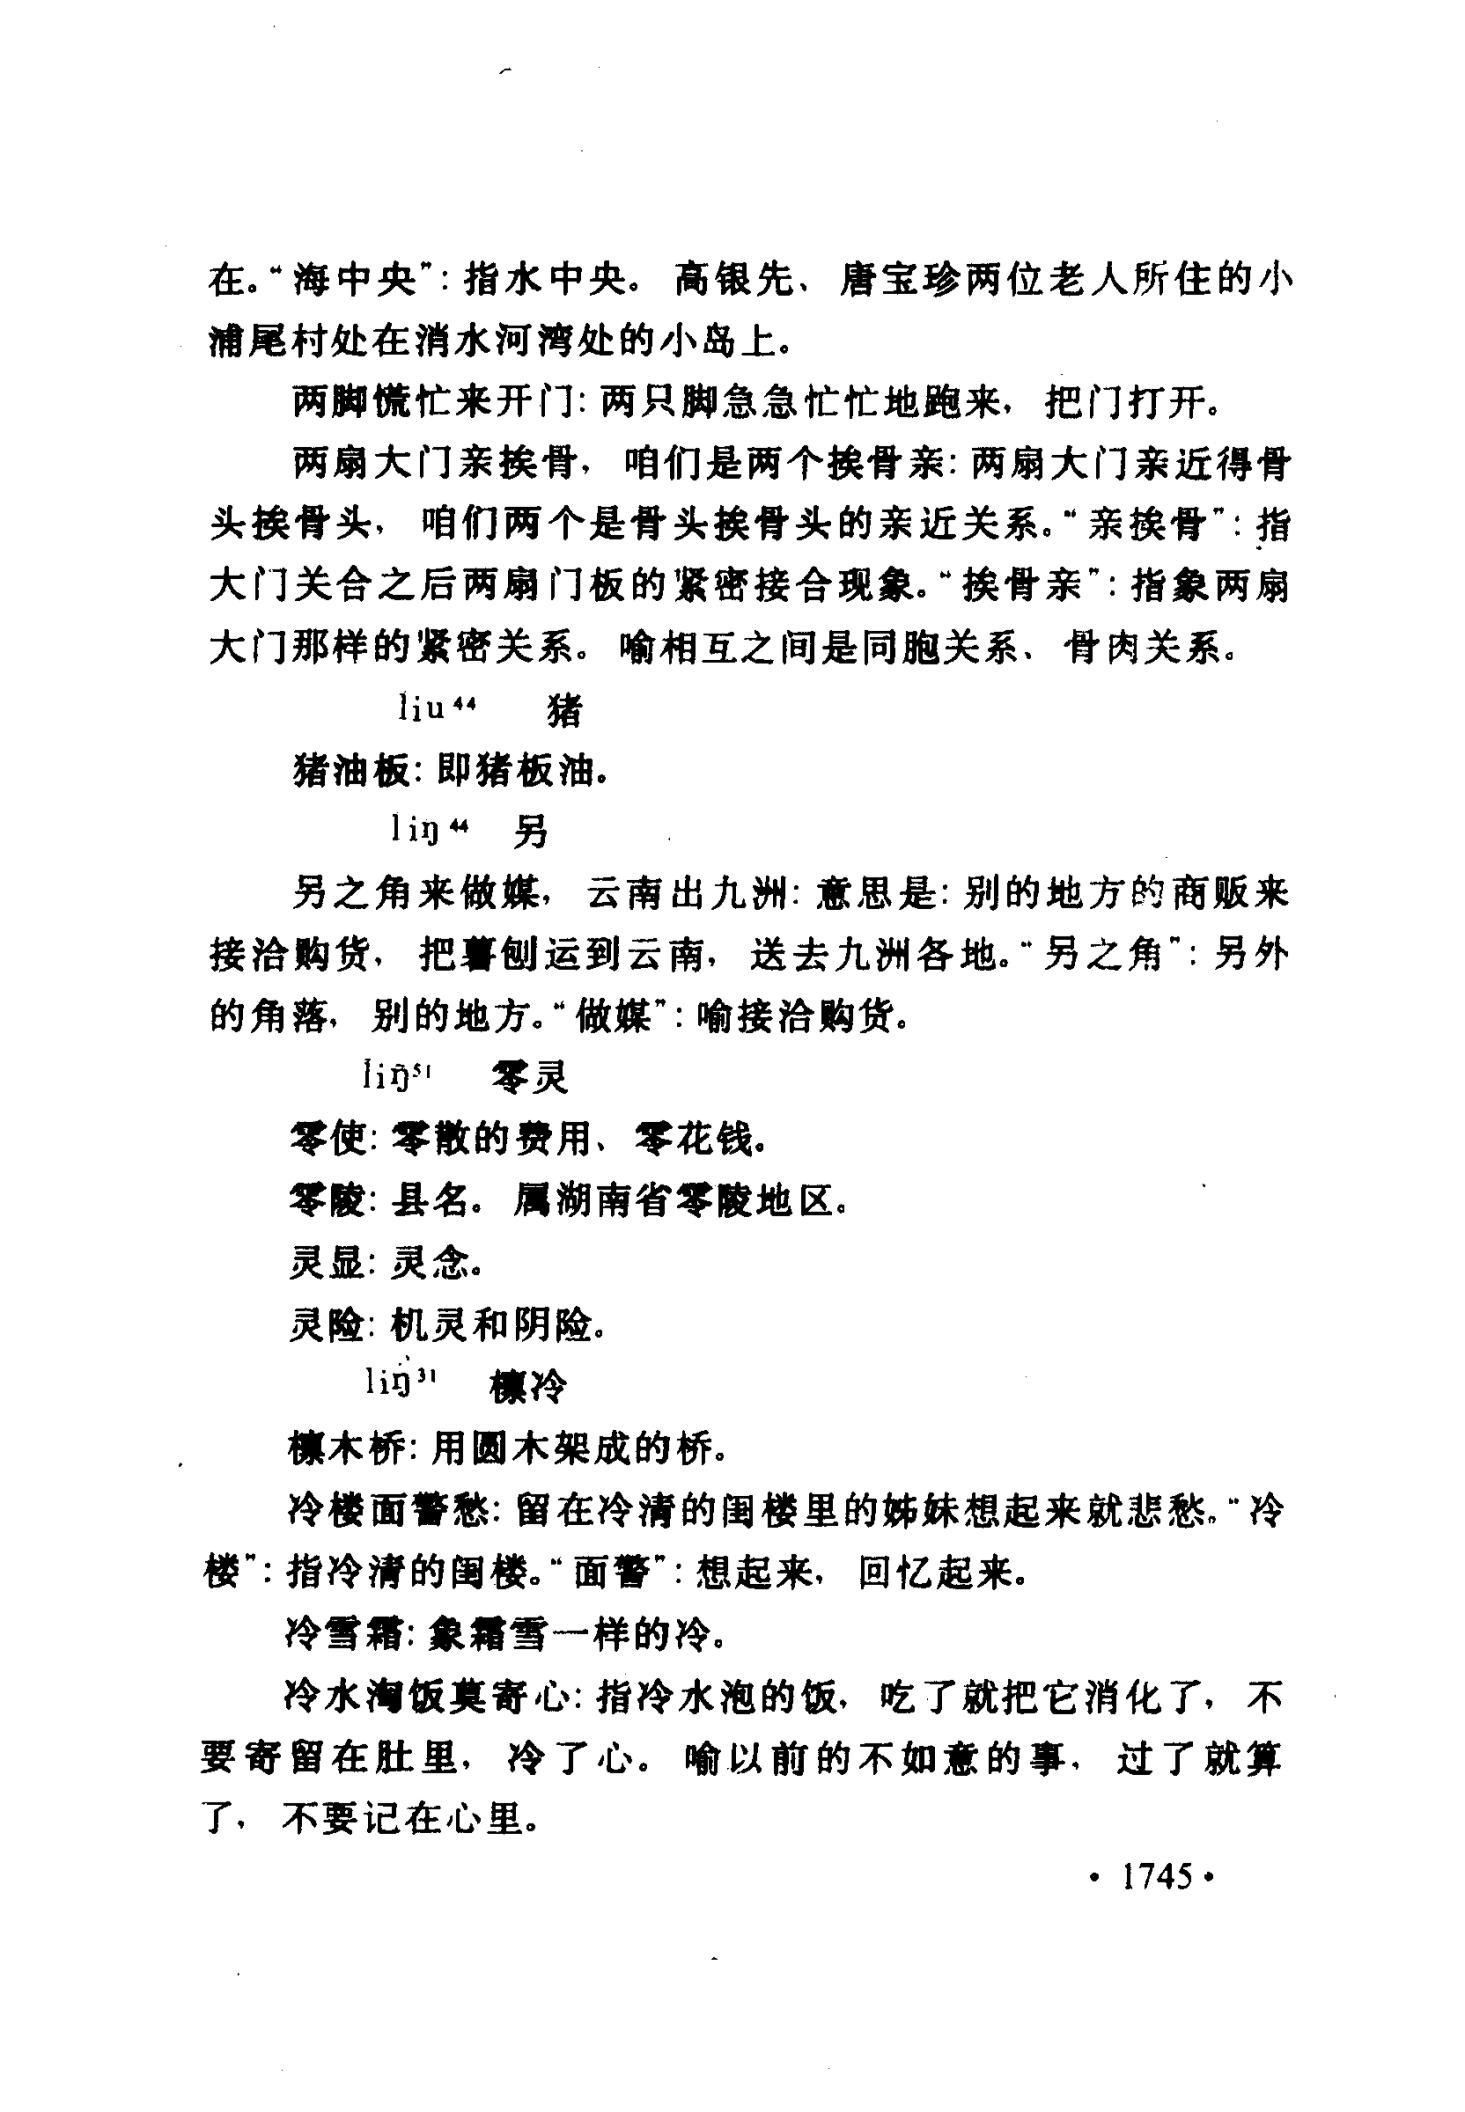 在。“海中央”：指水中央。高银先、唐宝珍两位老人所住的小
浦尾村处在消水河湾处的小岛上。
两脚慌忙来开门：两只脚急急忙忙地跑来，把门打开。
两扇大门亲挨骨，咱们是两个挨骨亲：两扇大门亲近得骨
头挨骨头，咱们两个是骨头挨骨头的亲近关系。“亲挨骨”：指
大门关合之后两扇门板的紧密接合现象。“挨骨亲”：指象两扇
大门那样的紧密关系。喻相互之间是同胞关系、骨肉关系。
liu⁴⁴ 猪
猪油板：即猪板油。
liŋ⁴⁴ 另
另之角来做媒，云南出九洲：意思是：别的地方的商贩来
接洽购货，把薯刨运到云南，送去九洲各地。“另之角”：另外
的角落，别的地方。“做媒”：喻接洽购货。
liŋ⁵¹ 零灵
零使：零散的费用、零花钱。
零陵：县名。属湖南省零陵地区。
灵显：灵念。
灵险：机灵和阴险。
liŋ³¹ 檩冷
檩木桥：用圆木架成的桥。
冷楼面警愁：留在冷清的闺楼里的姊妹想起来就悲愁。“冷
楼”：指冷清的闺楼。“面警”：想起来，回忆起来。
冷雪霜：象霜雪一样的冷。
冷水淘饭莫寄心：指冷水泡的饭，吃了就把它消化了，不
要寄留在肚里，冷了心。喻以前的不如意的事，过了就算
了，不要记在心里。
·1745·